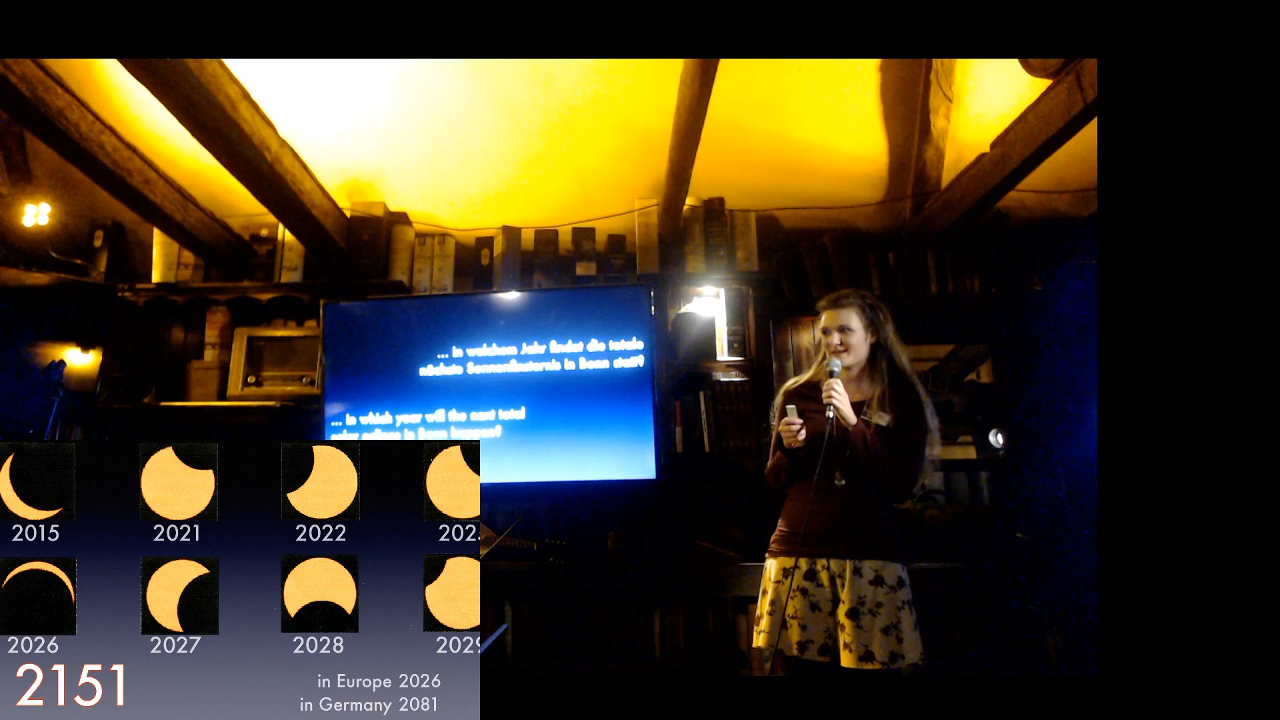 ... in welchem Jahr findet die totale
nächste Sonnenfinsternis in Bonn statt?
... in which year will the next total
solar eclipse in Bonn happen?
2015 2021 2022
2026 2027 2028 2029
2151
in Europe 2026
in Germany 2081